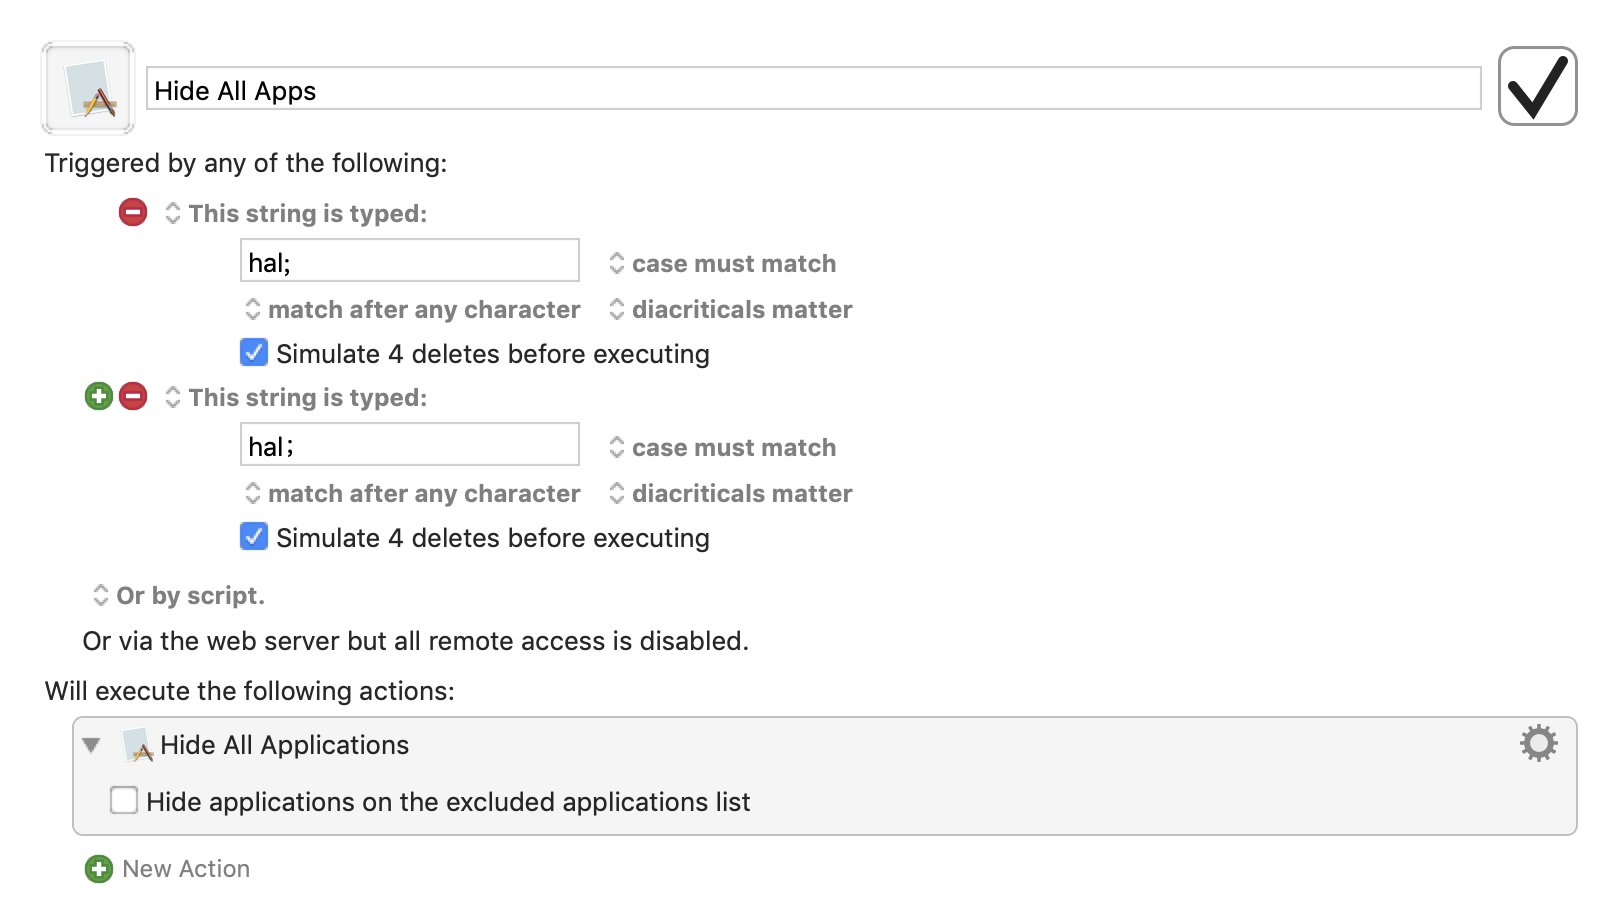 Hide All Apps
Triggered by any of the following:
This string is typed:
hal;
case must match
match after any character
diacriticals matter
Simulate 4 deletes before executing
This string is typed:
hal；
case must match
match after any character
diacriticals matter
Simulate 4 deletes before executing
Or by script.
Or via the web server but all remote access is disabled.
Will execute the following actions:
Hide All Applications
Hide applications on the excluded applications list
New Action